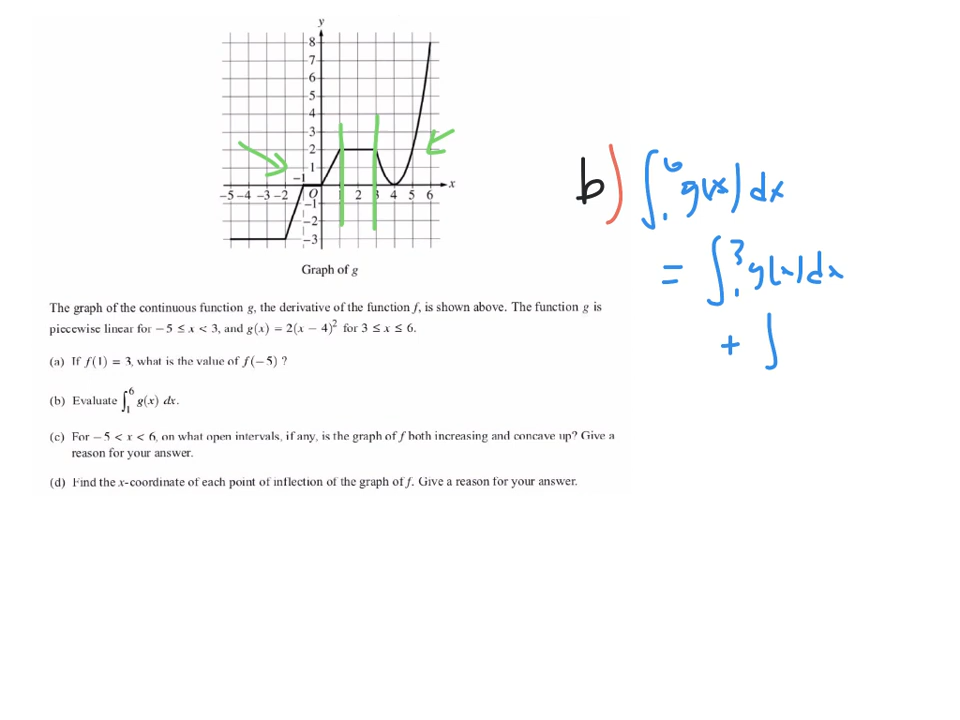 y
8
7
6
5
4
3
2
1
-1
-5 -4 -3 -2 O 2 3 4 5 6 x
-1
-2
-3
Graph of g
The graph of the continuous function g, the derivative of the function f, is shown above. The function g is
piecewise linear for −5 ≤ x < 3, and g(x) = 2(x − 4)² for 3 ≤ x ≤ 6.
(a) If f(1) = 3, what is the value of f(−5) ?
(b) Evaluate ∫₁⁶ g(x) dx.
(c) For −5 < x < 6, on what open intervals, if any, is the graph of f both increasing and concave up? Give a
reason for your answer.
(d) Find the x-coordinate of each point of inflection of the graph of f. Give a reason for your answer.
b) ∫₁⁶ g(x) dx
= ∫₁³ g(x) dx
+ ∫